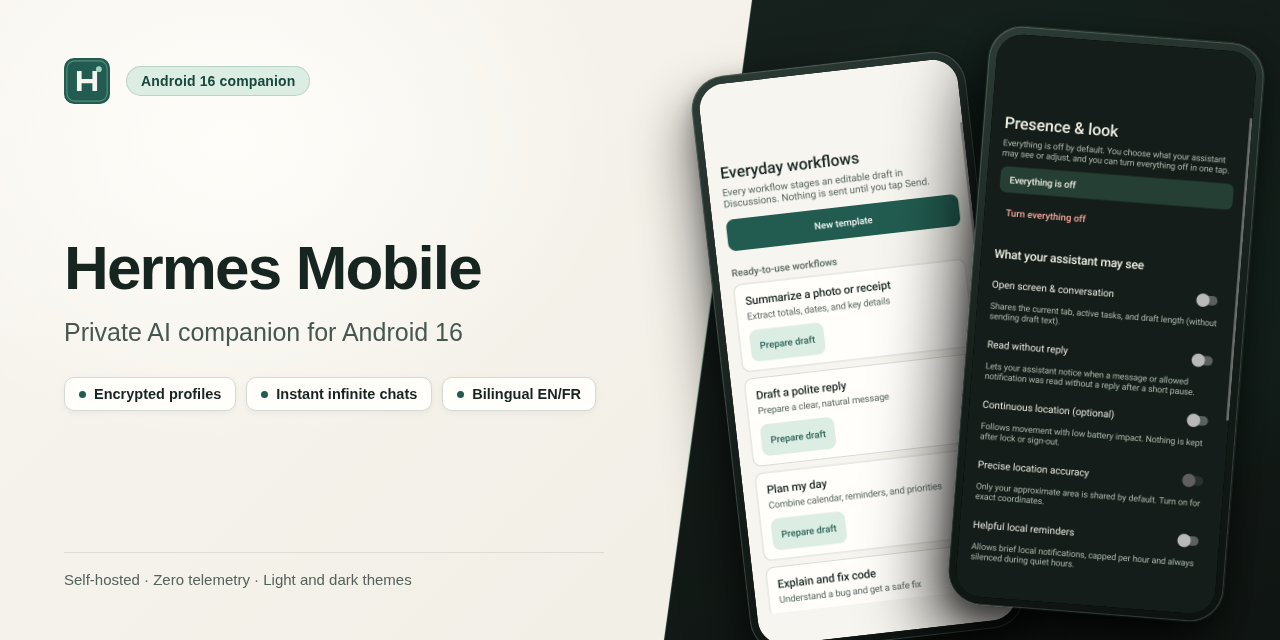 H
Android 16 companion
Hermes Mobile
Private AI companion for Android 16
Encrypted profiles
Instant infinite chats
Bilingual EN/FR
Self-hosted · Zero telemetry · Light and dark themes
Everyday workflows
Every workflow stages an editable draft in
Discussions. Nothing is sent until you tap Send.
New template
Ready-to-use workflows
Summarize a photo or receipt
Extract totals, dates, and key details
Prepare draft
Draft a polite reply
Prepare a clear, natural message
Prepare draft
Plan my day
Combine calendar, reminders, and priorities
Prepare draft
Explain and fix code
Understand a bug and get a safe fix
Presence & look
Everything is off by default. You choose what your assistant
may see or adjust, and you can turn everything off in one tap.
Everything is off
Turn everything off
What your assistant may see
Open screen & conversation
Shares the current tab, active tasks, and draft length (without
sending draft text).
Read without reply
Lets your assistant notice when a message or allowed
notification was read without a reply after a short pause.
Continuous location (optional)
Follows movement with low battery impact. Nothing is kept
after lock or sign-out.
Precise location accuracy
Only your approximate area is shared by default. Turn on for
exact coordinates.
Helpful local reminders
Allows brief local notifications, capped per hour and always
silenced during quiet hours.